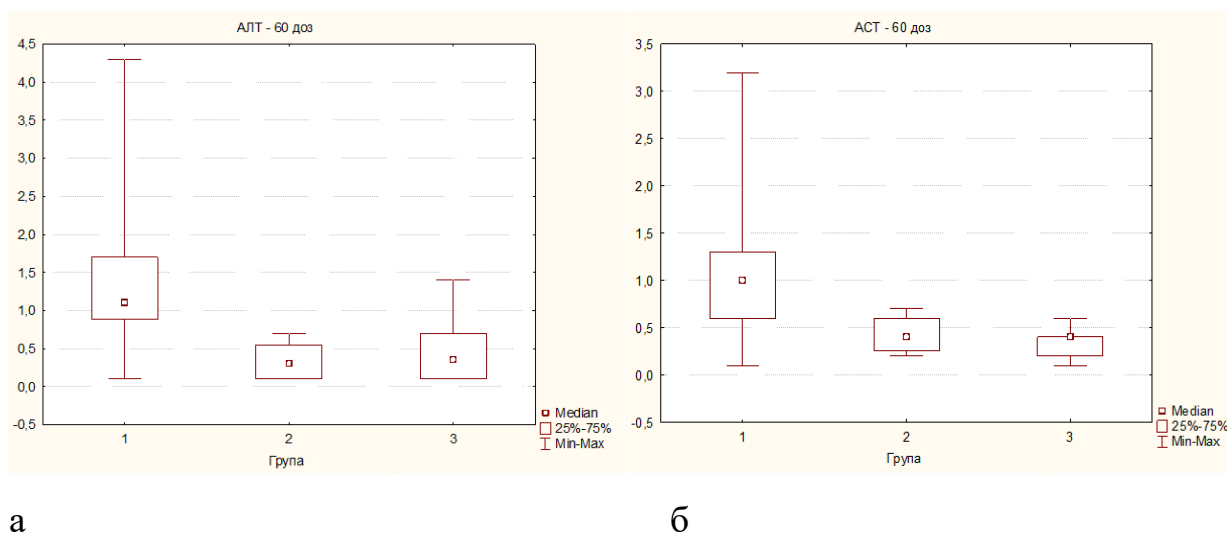 АЛТ - 60 доз
4,5
4,0
3,5
3,0
2,5
2,0
1,5
1,0
0,5
0,0
-0,5
1 2 3
Група
Median
25%-75%
Min-Max
АСТ - 60 доз
3,5
3,0
2,5
2,0
1,5
1,0
0,5
0,0
-0,5
1 2 3
Група
Median
25%-75%
Min-Max
а б